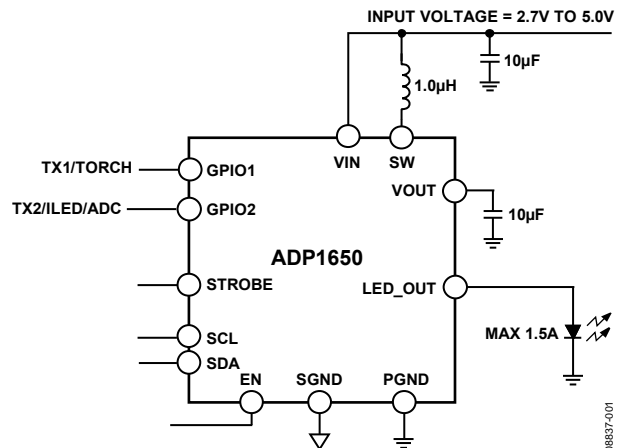 INPUT VOLTAGE = 2.7V TO 5.0V
10µF
1.0µH
VIN
SW
TX1/TORCH
GPIO1
VOUT
TX2/ILED/ADC
GPIO2
10µF
ADP1650
STROBE
LED_OUT
MAX 1.5A
SCL
SDA
EN
SGND
PGND
08837-001